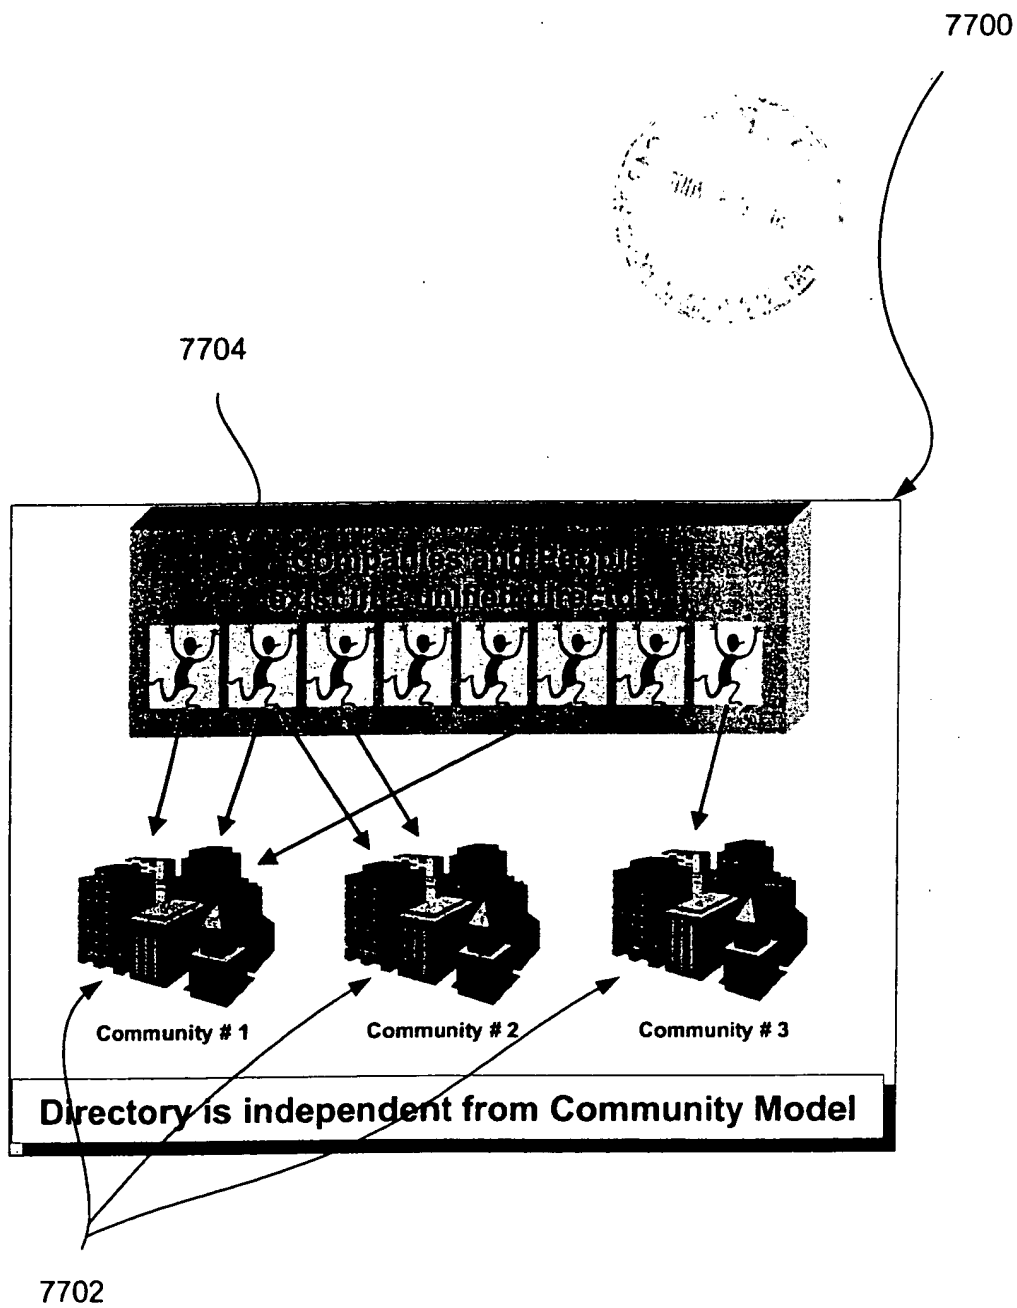 7700
7704
Companies and People
exist in a unified directory
Community # 1
Community # 2
Community # 3
Directory is independent from Community Model
7702